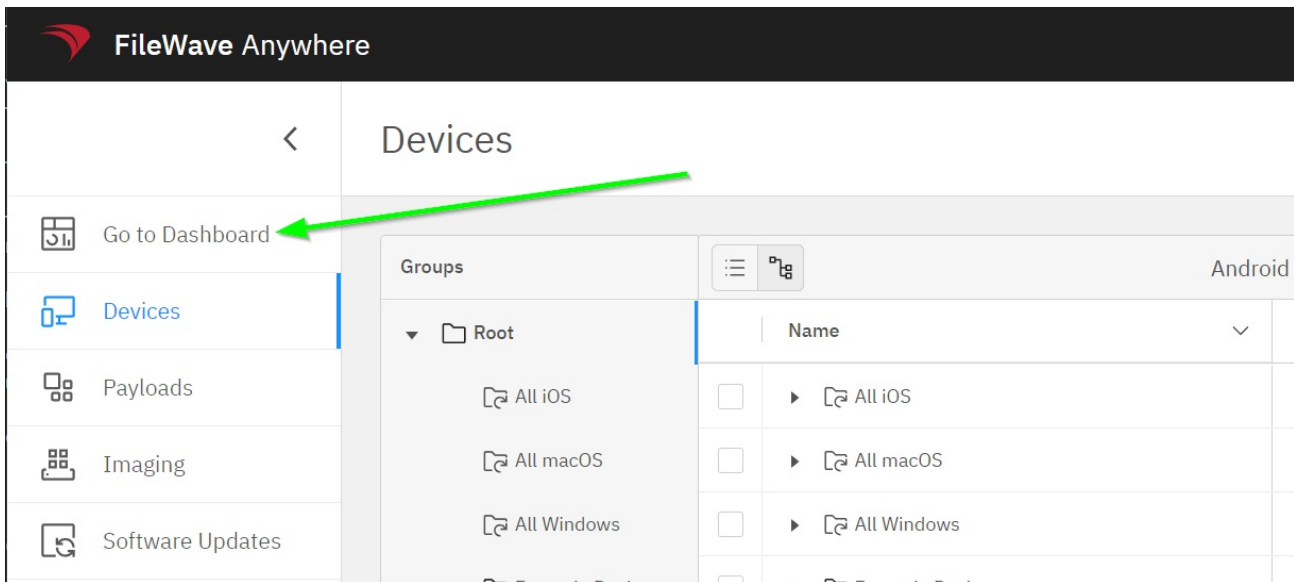 FileWave Anywhere
Devices
Go to Dashboard
Devices
Payloads
Imaging
Software Updates
Groups
Root
All iOS
All macOS
All Windows
Android
Name
All iOS
All macOS
All Windows